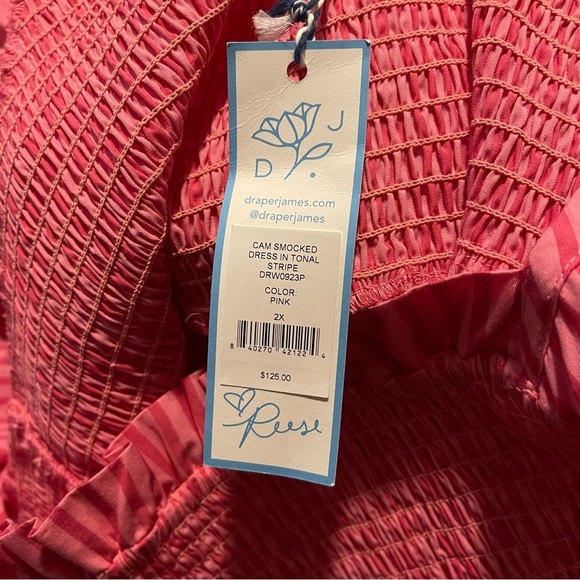 D J
draperjames.com
@draperjames
CAM SMOCKED
DRESS IN TONAL
STRIPE
DRW0923P
COLOR:
PINK
2X
8 40270 42122 4
$125.00
Reese